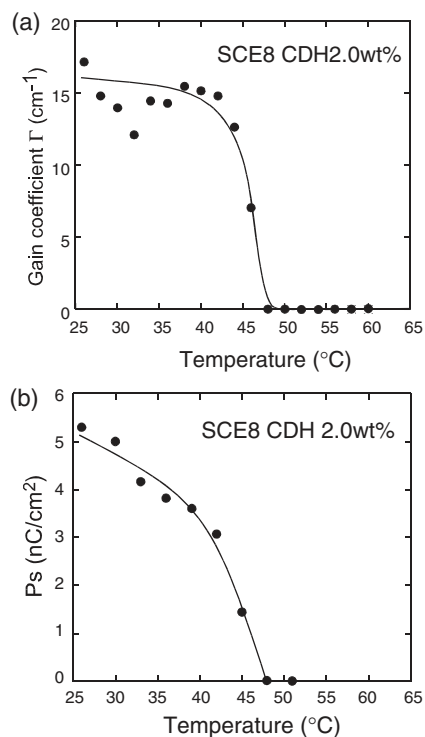 (a)
20
15
10
5
0
Gain coefficient Γ (cm⁻¹)
SCE8 CDH2.0wt%
25 30 35 40 45 50 55 60 65
Temperature (°C)
(b)
6
5
4
3
2
1
0
Ps (nC/cm²)
SCE8 CDH 2.0wt%
25 30 35 40 45 50 55 60 65
Temperature (°C)